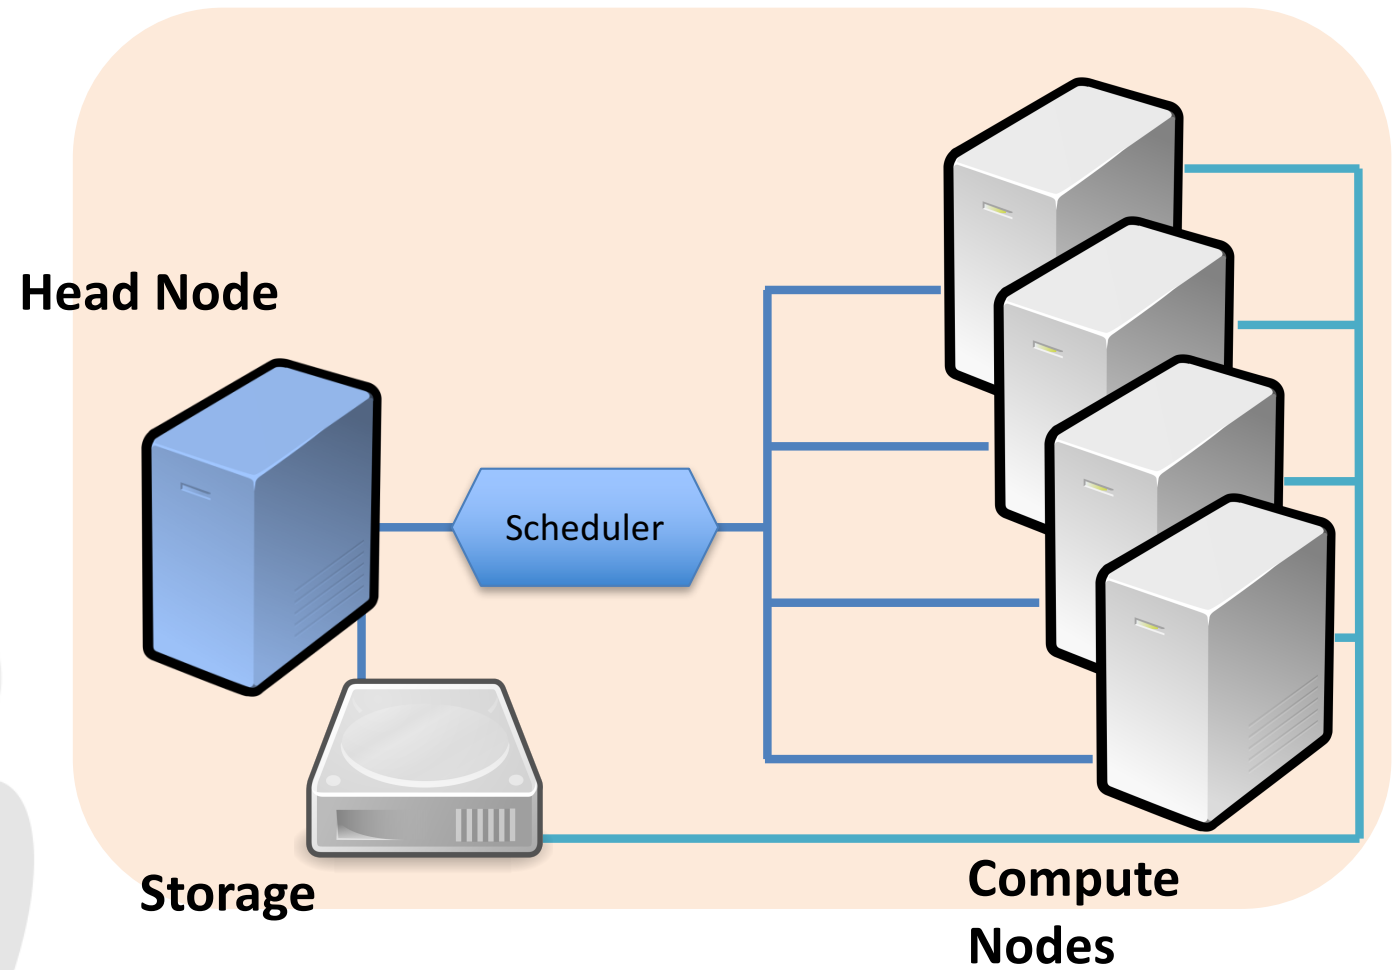 Head Node
Scheduler
Storage
Compute
Nodes